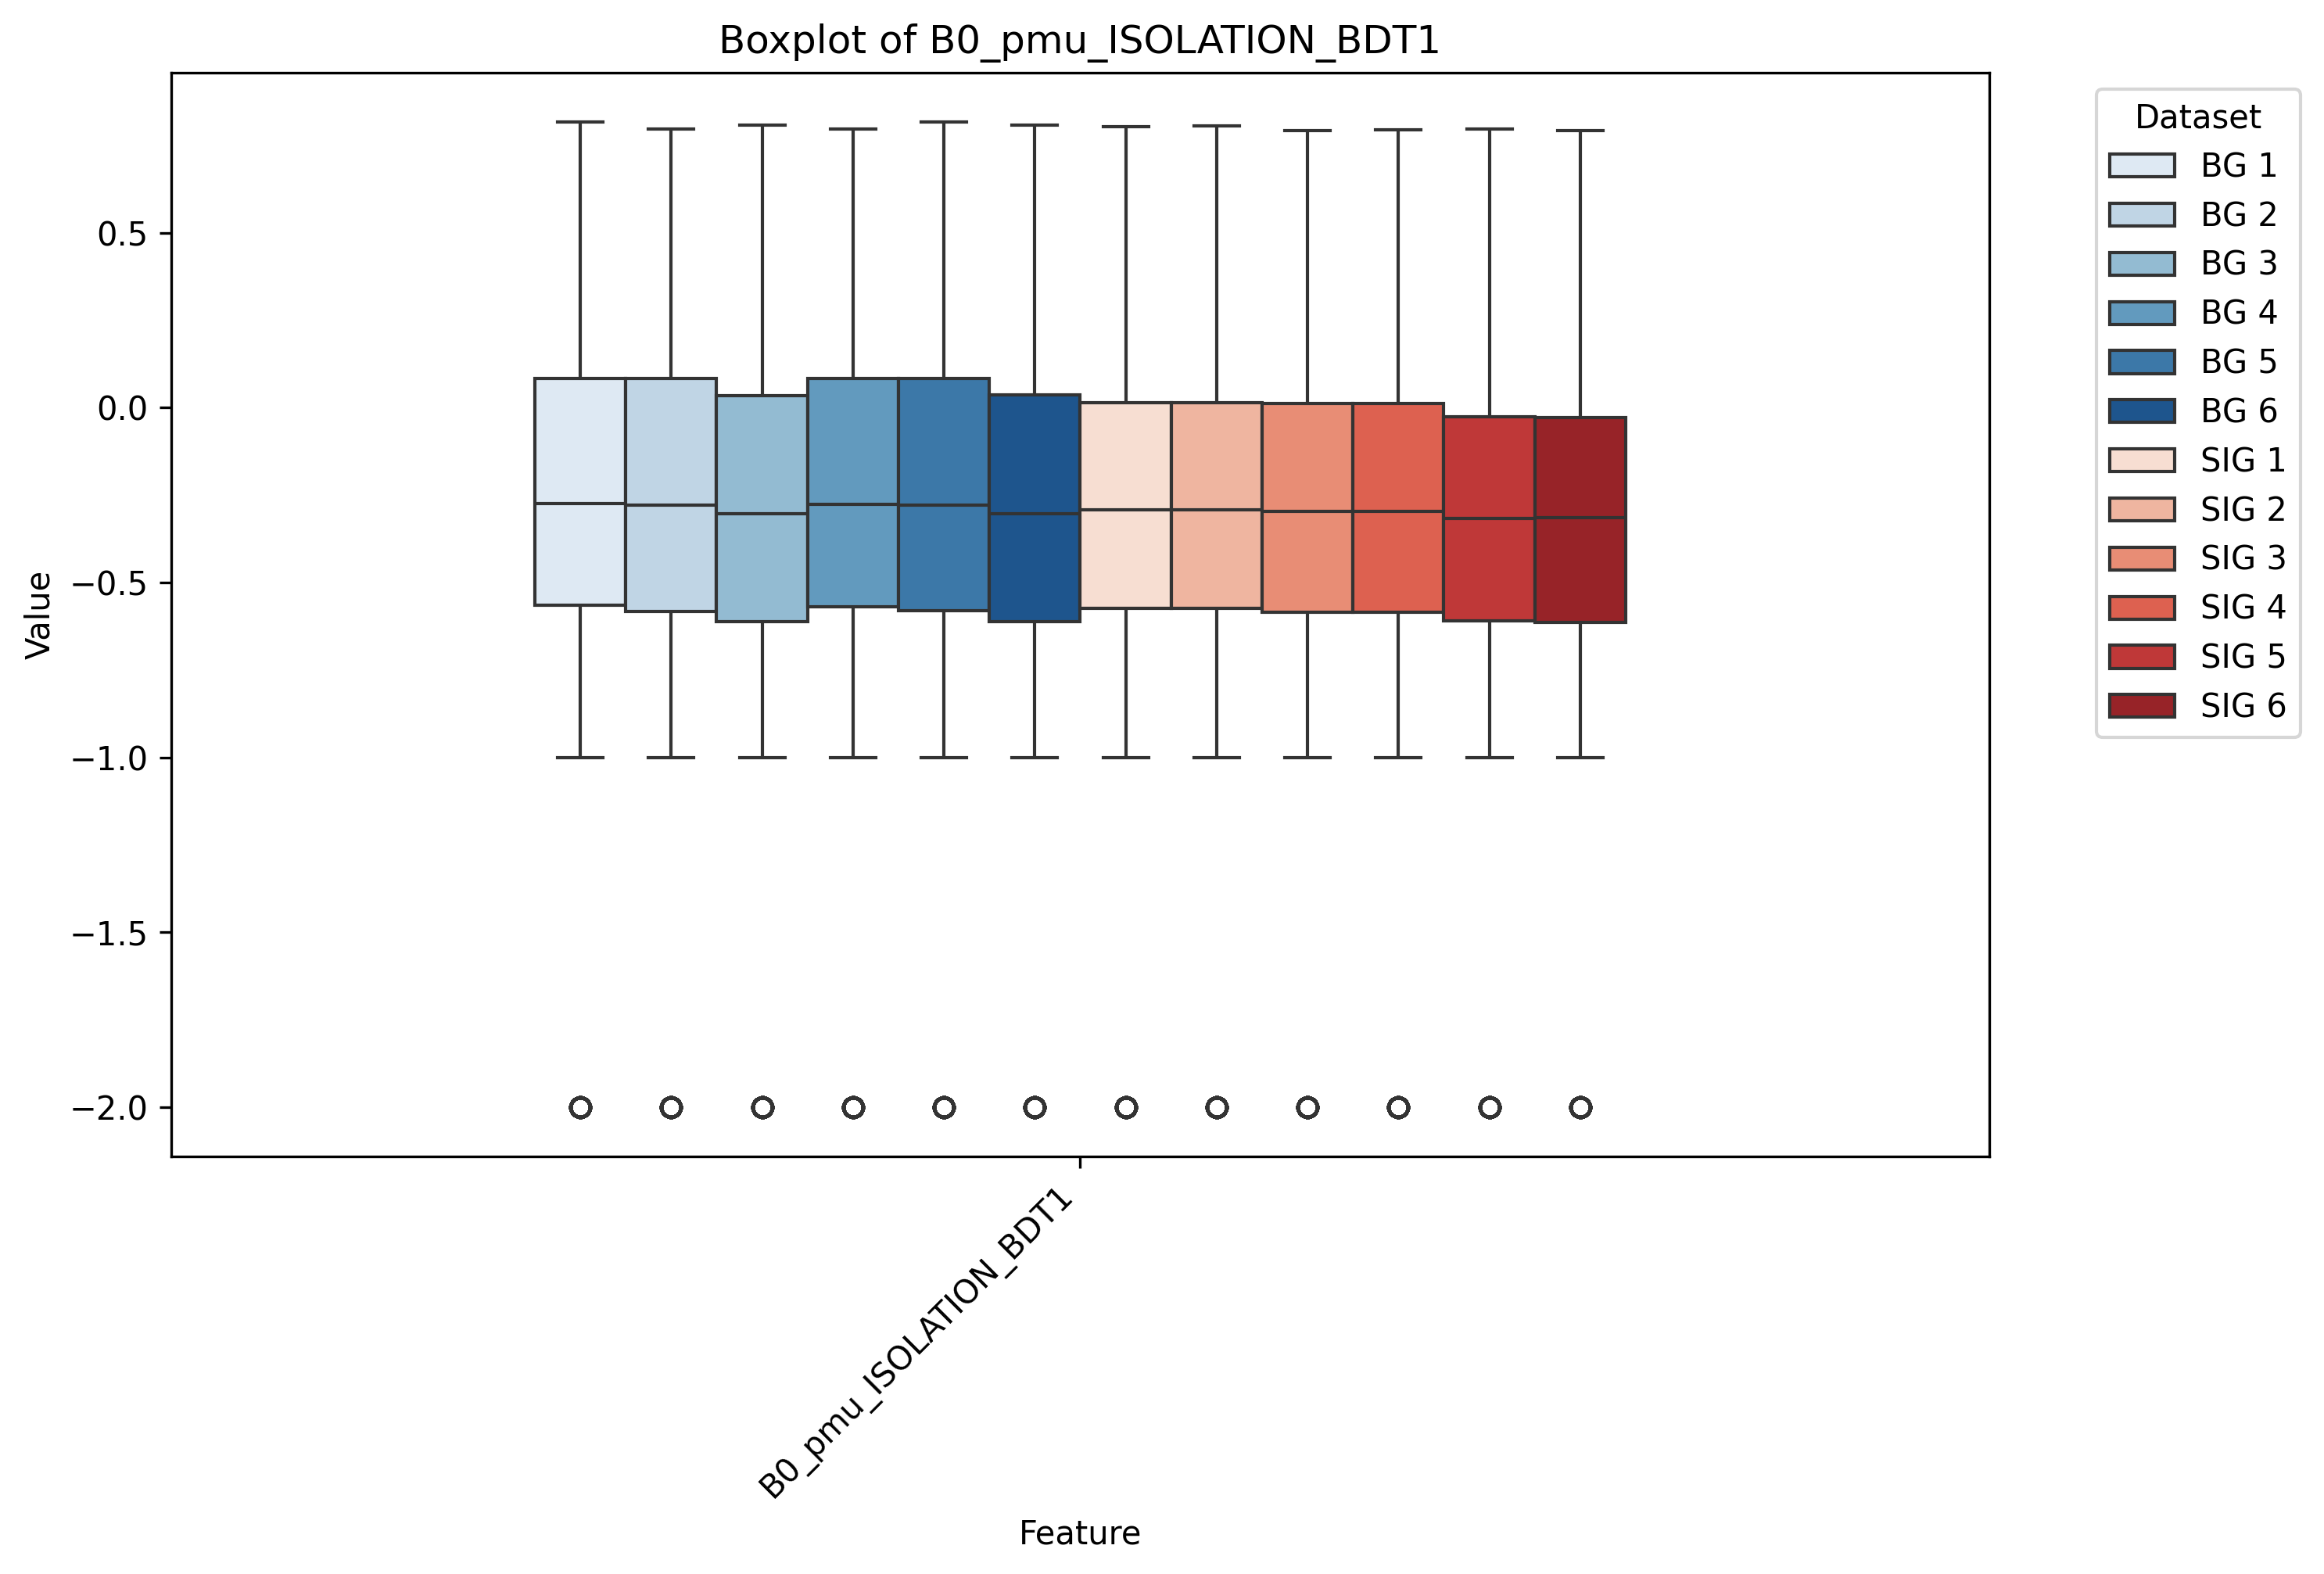 Boxplot of B0_pmu_ISOLATION_BDT1
Dataset
BG 1
BG 2
BG 3
BG 4
BG 5
BG 6
SIG 1
SIG 2
SIG 3
SIG 4
SIG 5
SIG 6
Value
0.5
0.0
−0.5
−1.0
−1.5
−2.0
B0_pmu_ISOLATION_BDT1
Feature